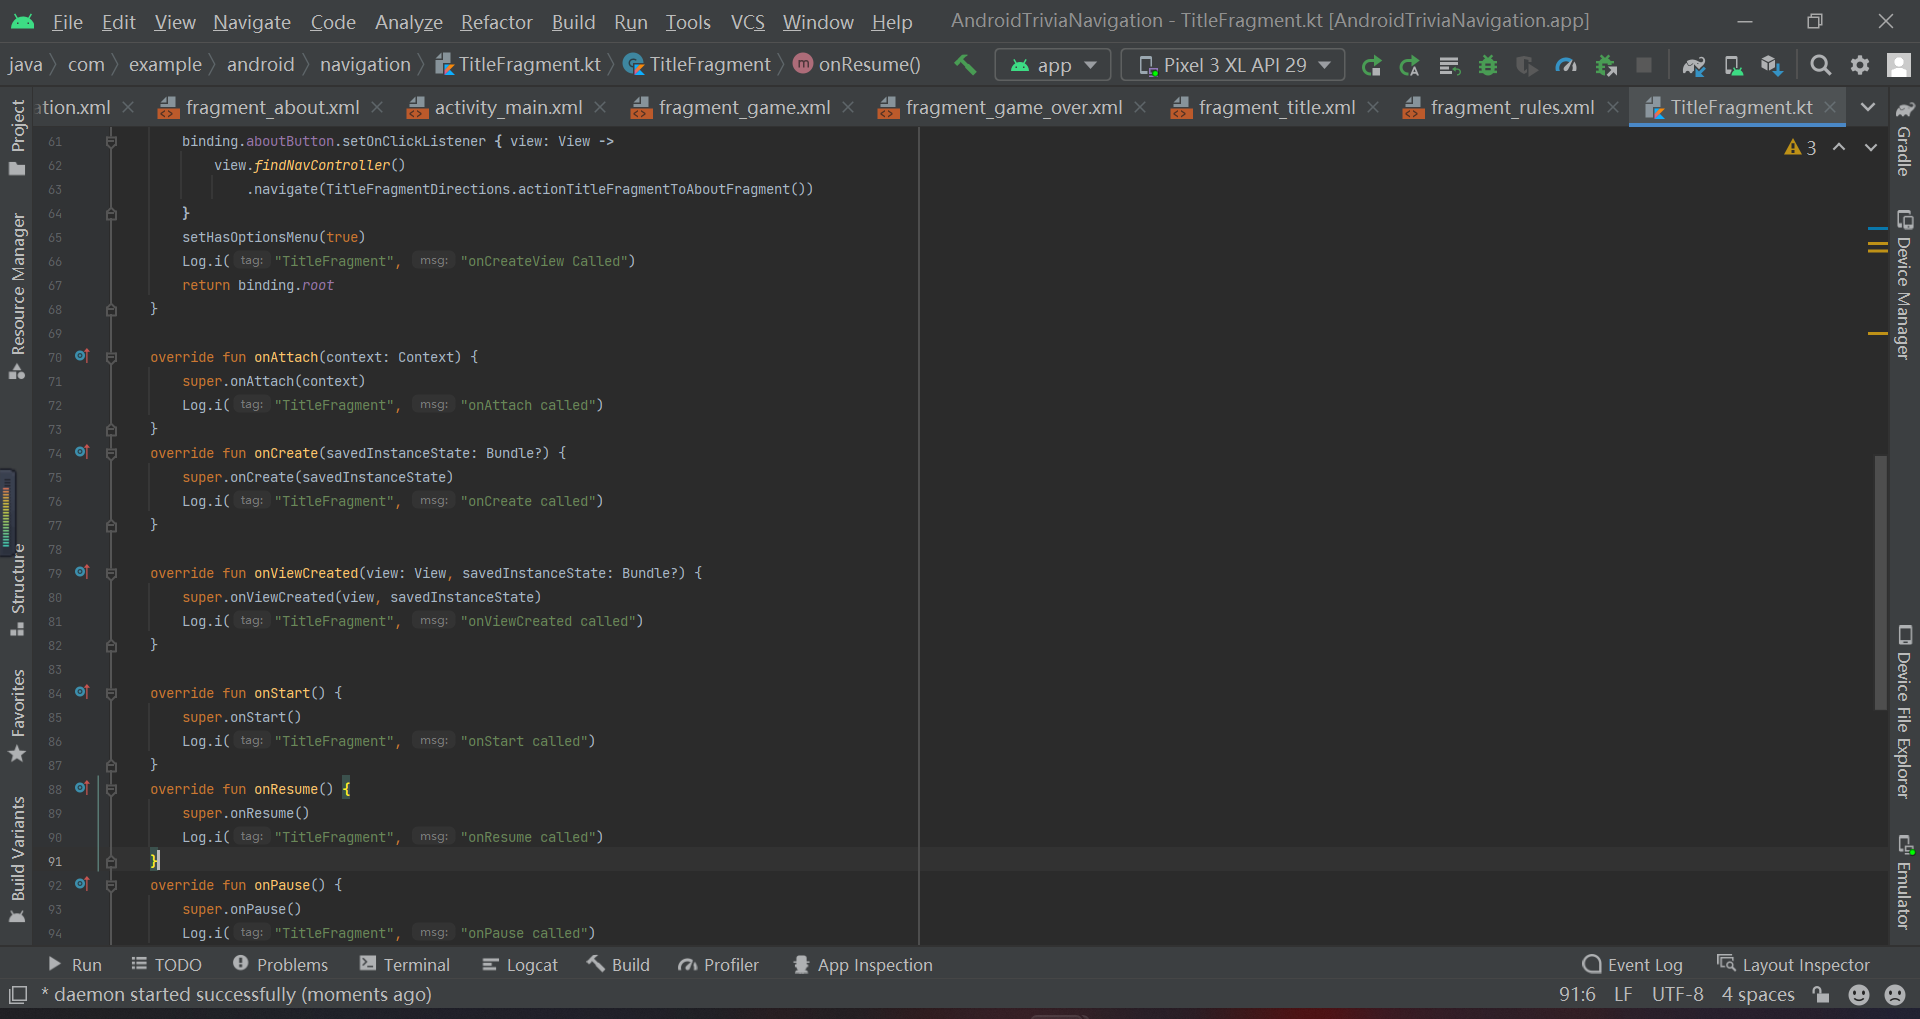 File Edit View Navigate Code Analyze Refactor Build Run Tools VCS Window Help AndroidTriviaNavigation - TitleFragment.kt [AndroidTriviaNavigation.app]
java com example android navigation TitleFragment.kt TitleFragment m onResume() app Pixel 3 XL API 29
ation.xml fragment_about.xml activity_main.xml fragment_game.xml fragment_game_over.xml fragment_title.xml fragment_rules.xml TitleFragment.kt
Project
Resource Manager
Structure
Favorites
Build Variants
3
61 binding.aboutButton.setOnClickListener { view: View ->
62 view.findNavController()
63 .navigate(TitleFragmentDirections.actionTitleFragmentToAboutFragment())
64 }
65 setHasOptionsMenu(true)
66 Log.i( tag: "TitleFragment", msg: "onCreateView Called")
67 return binding.root
68 }
69
70 override fun onAttach(context: Context) {
71 super.onAttach(context)
72 Log.i( tag: "TitleFragment", msg: "onAttach called")
73 }
74 override fun onCreate(savedInstanceState: Bundle?) {
75 super.onCreate(savedInstanceState)
76 Log.i( tag: "TitleFragment", msg: "onCreate called")
77 }
78
79 override fun onViewCreated(view: View, savedInstanceState: Bundle?) {
80 super.onViewCreated(view, savedInstanceState)
81 Log.i( tag: "TitleFragment", msg: "onViewCreated called")
82 }
83
84 override fun onStart() {
85 super.onStart()
86 Log.i( tag: "TitleFragment", msg: "onStart called")
87 }
88 override fun onResume() {
89 super.onResume()
90 Log.i( tag: "TitleFragment", msg: "onResume called")
91 }
92 override fun onPause() {
93 super.onPause()
94 Log.i( tag: "TitleFragment", msg: "onPause called")
Gradle
Device Manager
Device File Explorer
Emulator
Run TODO Problems Terminal Logcat Build Profiler App Inspection Event Log Layout Inspector
* daemon started successfully (moments ago) 91:6 LF UTF-8 4 spaces